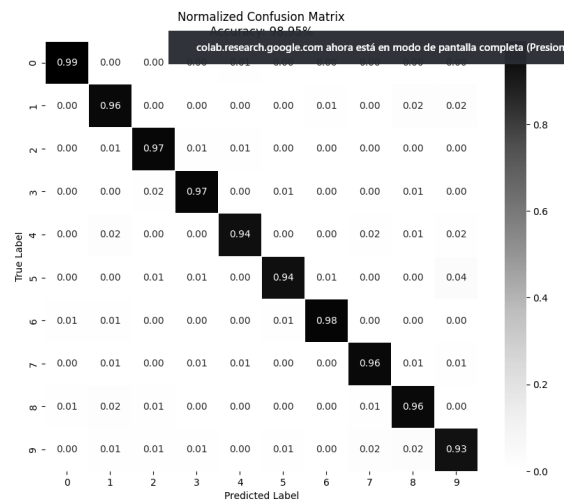 Normalized Confusion Matrix
Accuracy: 98.95%
colab.research.google.com ahora está en modo de pantalla completa (Presion
0 0.99 0.00 0.00
1 0.00 0.96 0.00 0.00 0.00 0.00 0.01 0.00 0.02 0.02
0.8
2 0.00 0.01 0.97 0.01 0.01 0.00 0.00 0.00 0.00 0.00
3 0.00 0.00 0.02 0.97 0.00 0.01 0.00 0.00 0.01 0.00
0.6
4 0.00 0.02 0.00 0.00 0.94 0.00 0.00 0.02 0.01 0.02
True Label
5 0.00 0.00 0.01 0.01 0.00 0.94 0.01 0.00 0.00 0.04
0.4
6 0.01 0.01 0.00 0.00 0.00 0.01 0.98 0.00 0.00 0.00
7 0.00 0.01 0.00 0.01 0.00 0.00 0.00 0.96 0.01 0.01
0.2
8 0.01 0.02 0.01 0.00 0.00 0.00 0.00 0.01 0.96 0.00
9 0.00 0.01 0.01 0.00 0.01 0.01 0.00 0.02 0.02 0.93
0.0
0 1 2 3 4 5 6 7 8 9
Predicted Label